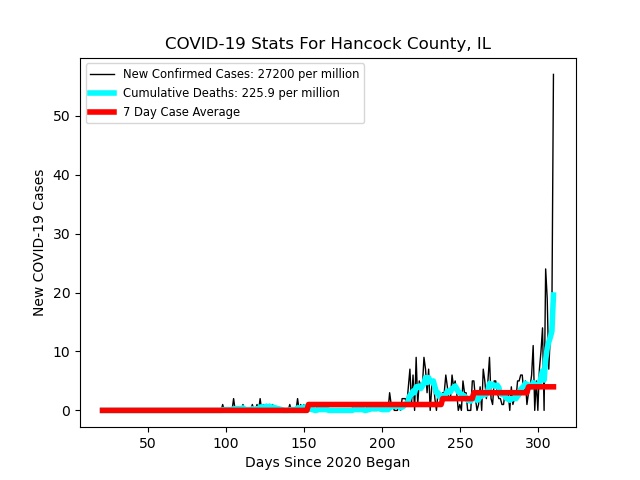 COVID-19 Stats For Hancock County, IL
New Confirmed Cases: 27200 per million
Cumulative Deaths: 225.9 per million
7 Day Case Average
New COVID-19 Cases
50
40
30
20
10
0
50 100 150 200 250 300
Days Since 2020 Began